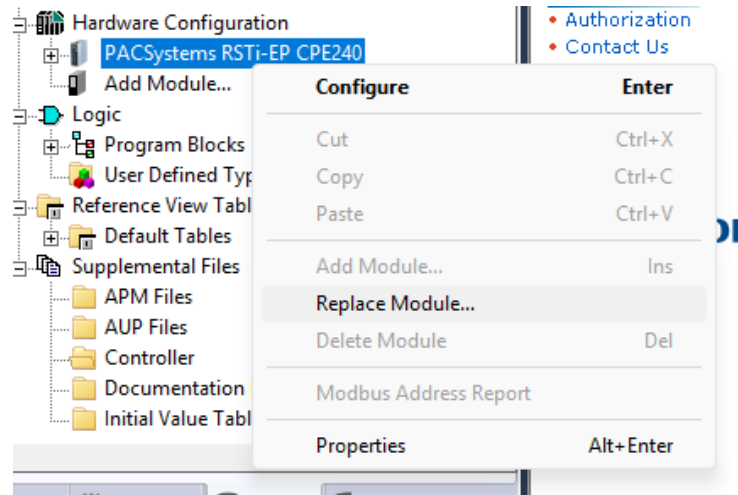 Hardware Configuration
PACSystems RSTi-EP CPE240
Add Module...
Logic
Program Blocks
User Defined Typ
Reference View Tabl
Default Tables
Supplemental Files
APM Files
AUP Files
Controller
Documentation
Initial Value Tabl
Configure Enter
Cut Ctrl+X
Copy Ctrl+C
Paste Ctrl+V
Add Module... Ins
Replace Module...
Delete Module Del
Modbus Address Report
Properties Alt+Enter
• Authorization
• Contact Us